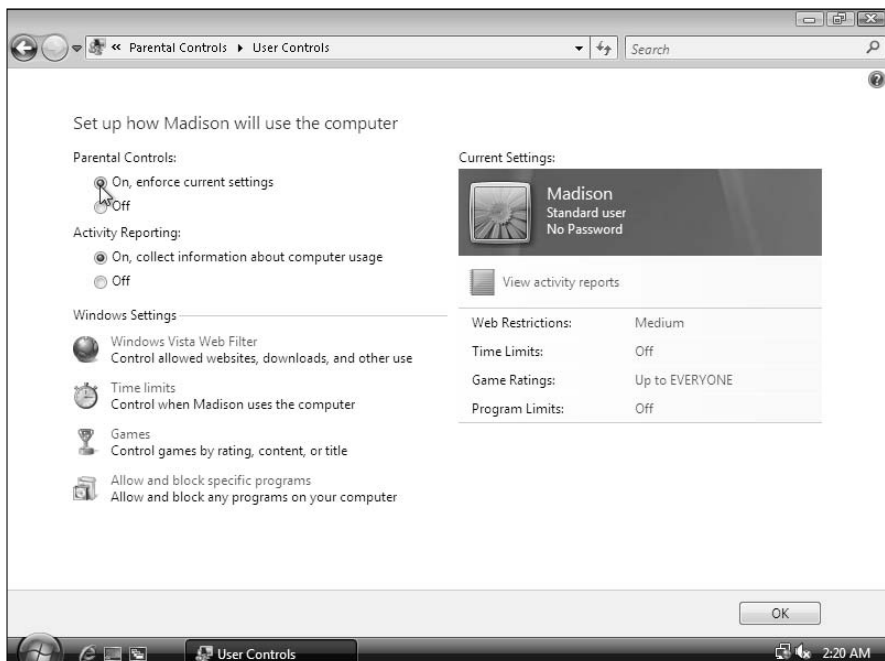 « Parental Controls ▸ User Controls
Search
Set up how Madison will use the computer
Parental Controls:
On, enforce current settings
Off
Activity Reporting:
On, collect information about computer usage
Off
Windows Settings
Windows Vista Web Filter
Control allowed websites, downloads, and other use
Time limits
Control when Madison uses the computer
Games
Control games by rating, content, or title
Allow and block specific programs
Allow and block any programs on your computer
Current Settings:
Madison
Standard user
No Password
View activity reports
Web Restrictions: Medium
Time Limits: Off
Game Ratings: Up to EVERYONE
Program Limits: Off
OK
User Controls
2:20 AM